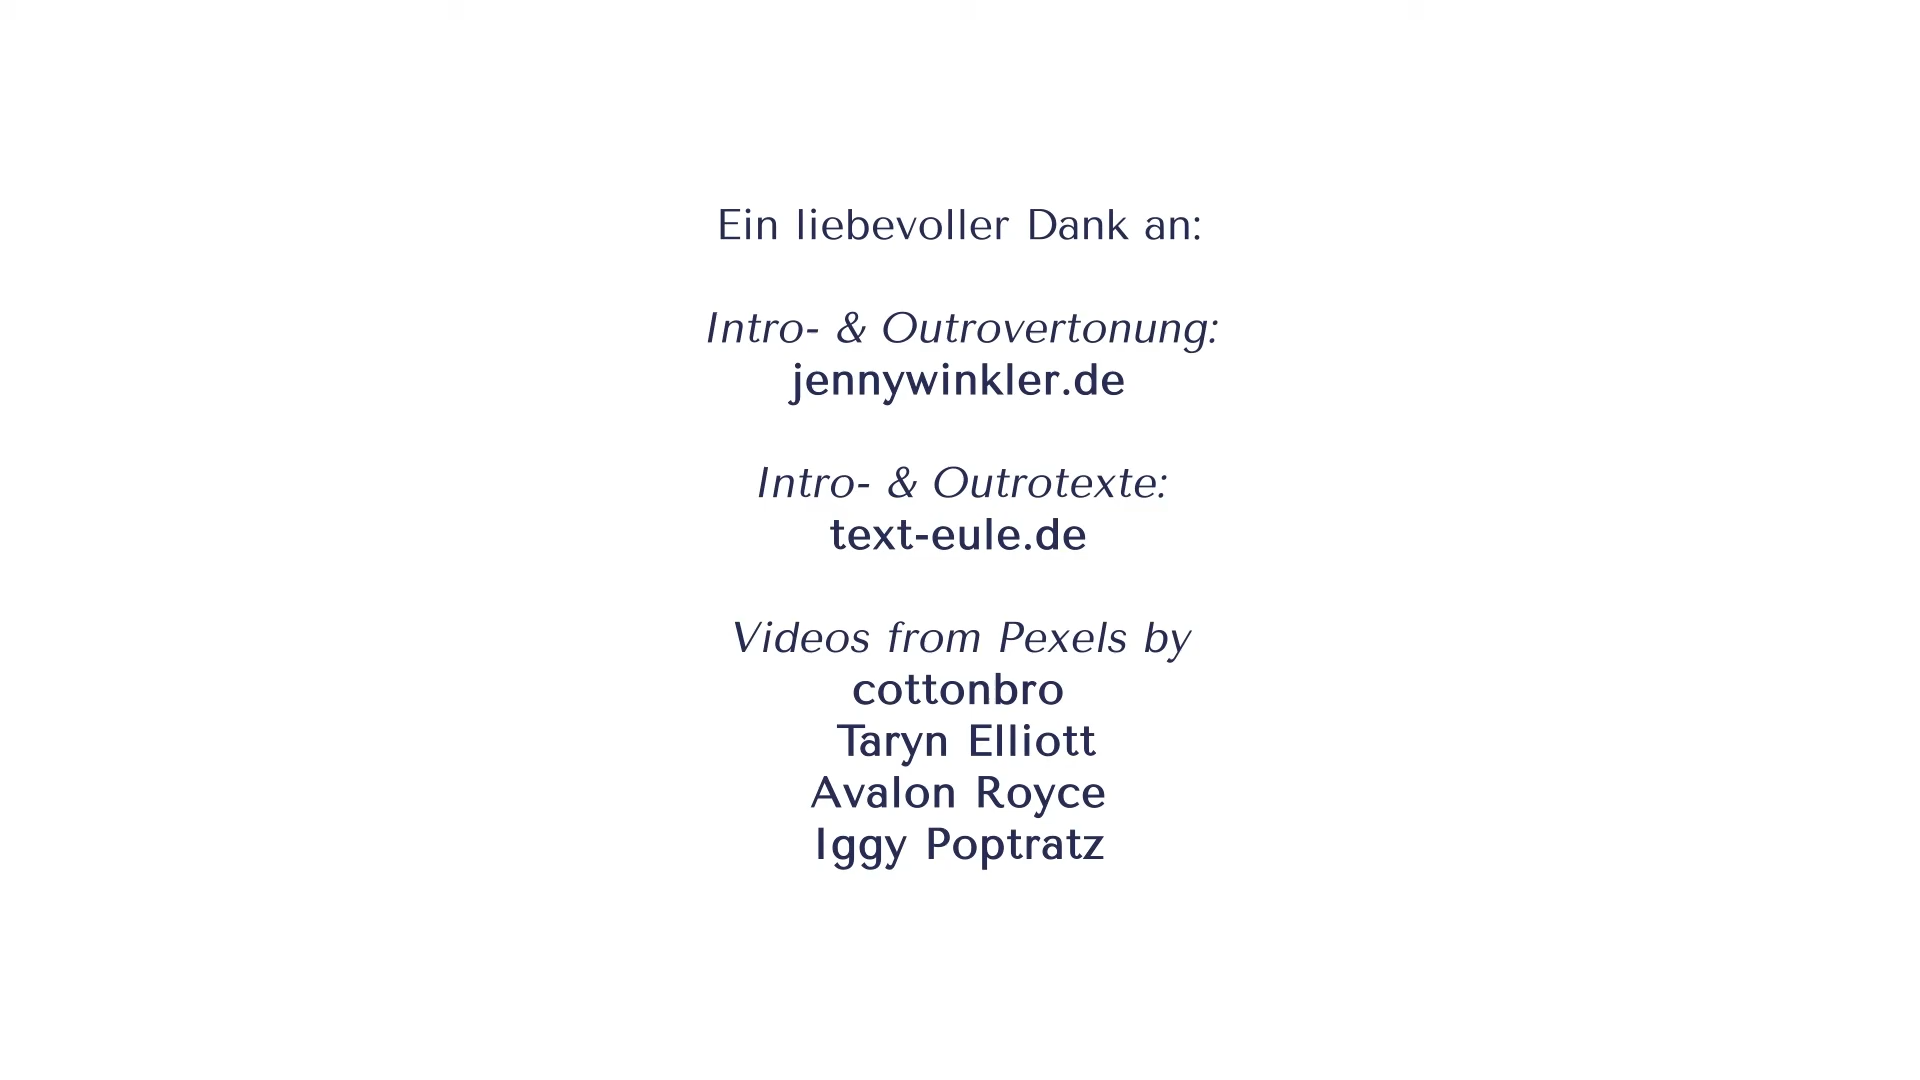 Ein liebevoller Dank an:
Intro- & Outrovertonung:
jennywinkler.de
Intro- & Outrotexte:
text-eule.de
Videos from Pexels by
cottonbro
Taryn Elliott
Avalon Royce
Iggy Poptratz